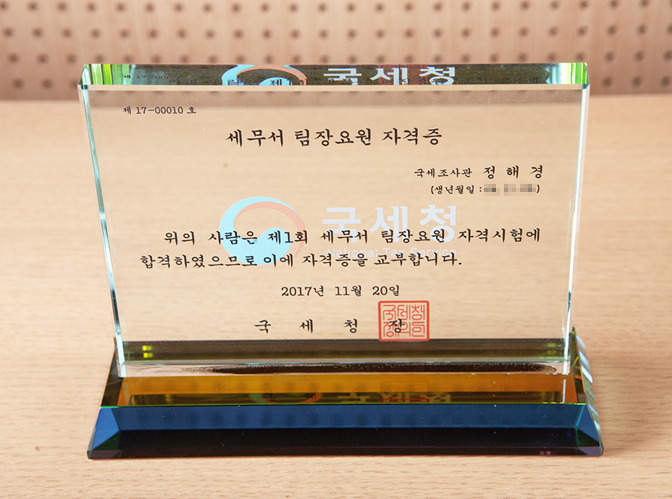 제 17-00010 호
세무서 팀장요원 자격증
국세조사관 정 해 경
(생년월일 : )
국세청
National Tax Service
위의 사람은 제1회 세무서 팀장요원 자격시험에
합격하였으므로 이에 자격증을 교부합니다.
2017년 11월 20일
국 세 청 장